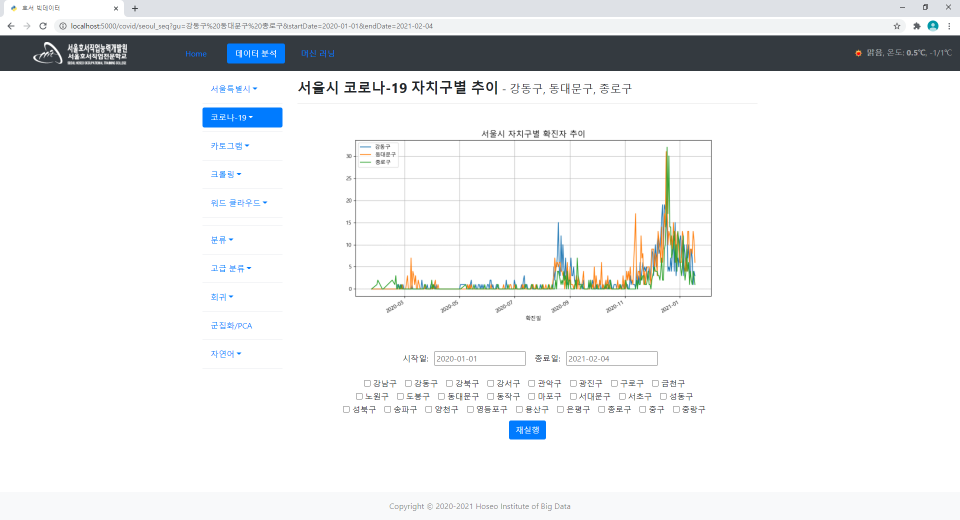 호서 빅데이터
localhost:5000/covid/seoul_seq?gu=강동구%20동대문구%20종로구&startDate=2020-01-01&endDate=2021-02-04
서울호서직업능력개발원
서울호서직업전문학교
Home 데이터 분석 머신 러닝
맑음, 온도: 0.5℃, -1/1℃
서울특별시
코로나-19
카토그램
크롤링
워드 클라우드
분류
고급 분류
회귀
군집화/PCA
자연어
서울시 코로나-19 자치구별 추이 - 강동구, 동대문구, 종로구
서울시 자치구별 확진자 추이
강동구
동대문구
종로구
30
25
20
15
10
5
0
2020-03 2020-05 2020-07 2020-09 2020-11 2021-01
확진일
시작일: 2020-01-01 종료일: 2021-02-04
강남구 강동구 강북구 강서구 관악구 광진구 구로구 금천구
노원구 도봉구 동대문구 동작구 마포구 서대문구 서초구 성동구
성북구 송파구 양천구 영등포구 용산구 은평구 종로구 중구 중랑구
재실행
Copyright © 2020-2021 Hoseo Institute of Big Data